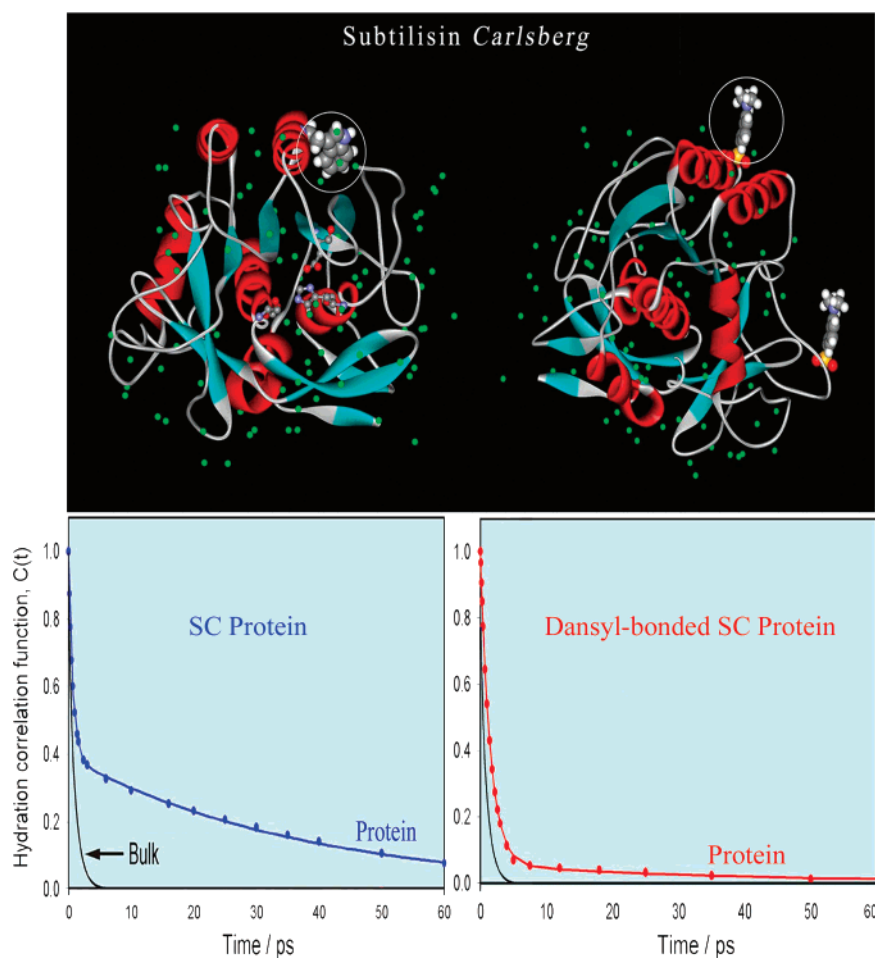 Subtilisin Carlsberg
Hydration correlation function, C(t)
1.0
0.8
0.6
0.4
0.2
0.0
SC Protein
Protein
Bulk
0 10 20 30 40 50 60
Time / ps
1.0
0.8
0.6
0.4
0.2
0.0
Dansyl-bonded SC Protein
Protein
0 10 20 30 40 50 60
Time / ps